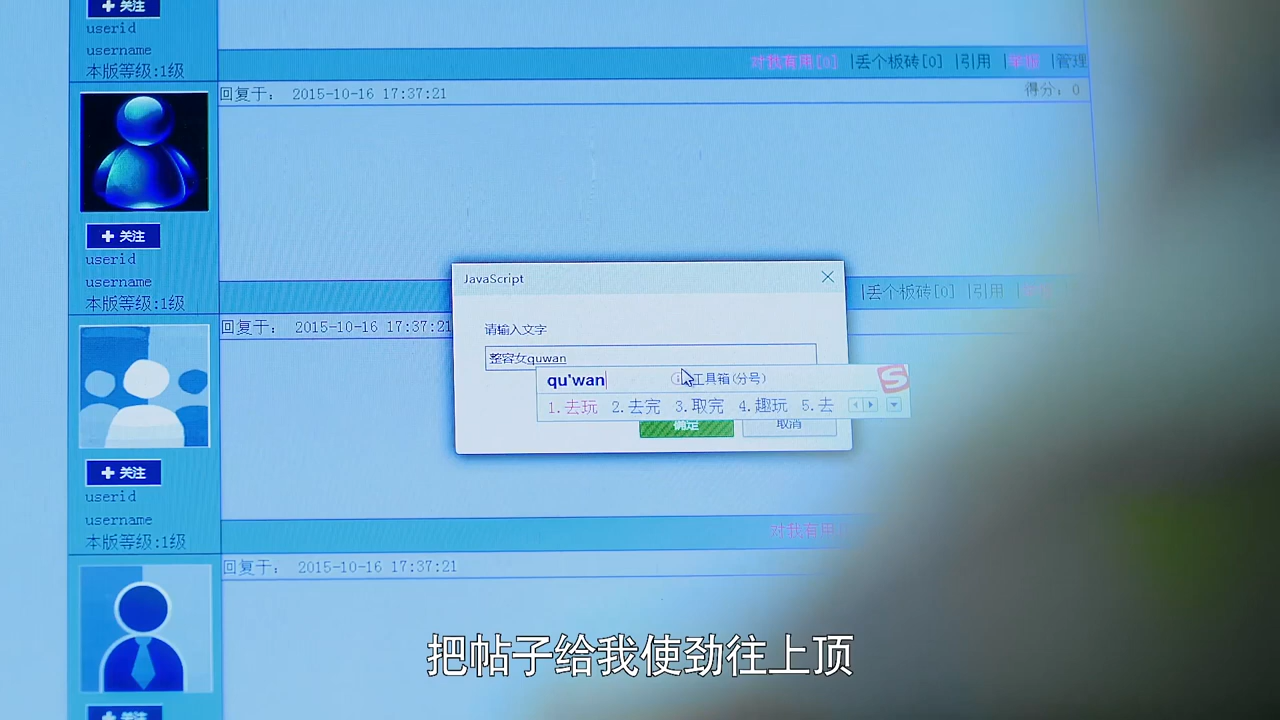 关注
userid
username
本版等级:1级
对我有用[0] |丢个板砖[0] |引用 |举报 |管理
回复于: 2015-10-16 17:37:21
得分: 0
关注
userid
username
本版等级:1级
|丢个板砖[0] |引用
回复于: 2015-10-16 17:37:21
JavaScript
请输入文字
整容女quwan
qu'wan
工具箱(分号)
S
1.去玩 2.去完 3.取完 4.趣玩 5.去
确定
取消
关注
userid
username
本版等级:1级
对我有用
回复于: 2015-10-16 17:37:21
关注
把帖子给我使劲往上顶